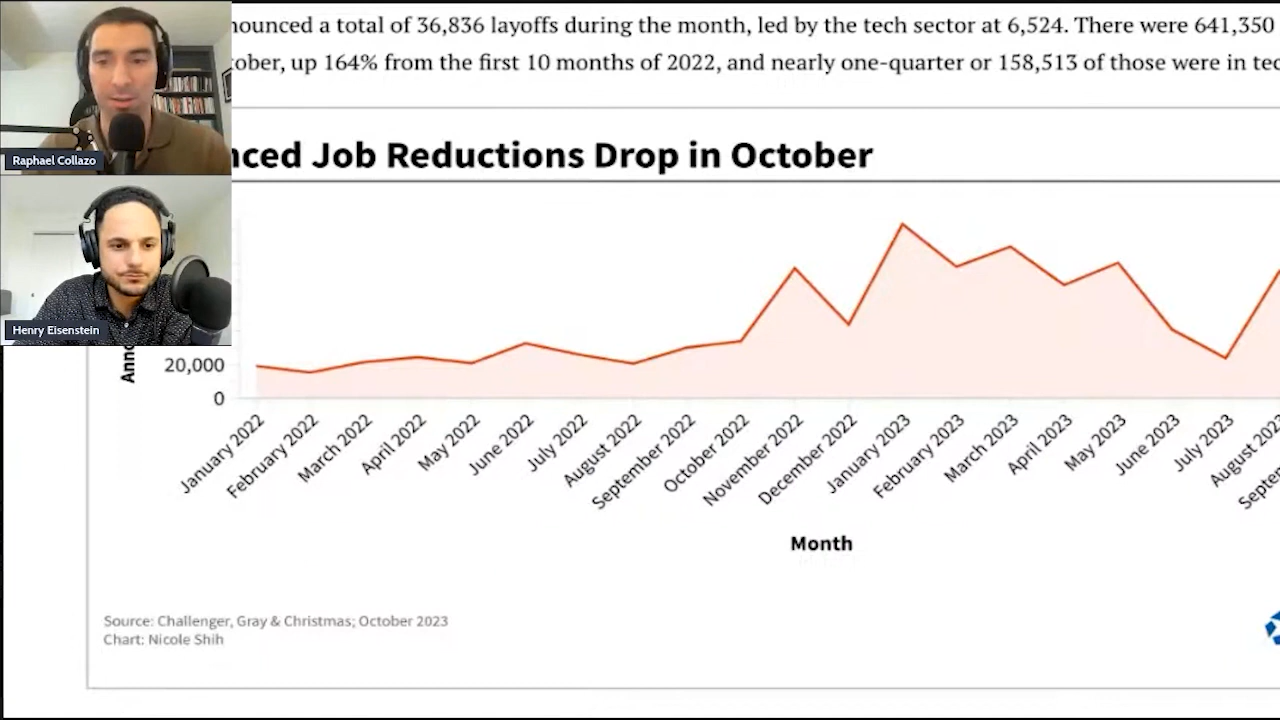 nounced a total of 36,836 layoffs during the month, led by the tech sector at 6,524. There were 641,350
tober, up 164% from the first 10 months of 2022, and nearly one-quarter or 158,513 of those were in tec
nced Job Reductions Drop in October
Raphael Collazo
Henry Eisenstein
Anno
20,000
0
January 2022
February 2022
March 2022
April 2022
May 2022
June 2022
July 2022
August 2022
September 2022
October 2022
November 2022
December 2022
January 2023
February 2023
March 2023
April 2023
May 2023
June 2023
July 2023
August 202
Septem
Month
Source: Challenger, Gray & Christmas; October 2023
Chart: Nicole Shih